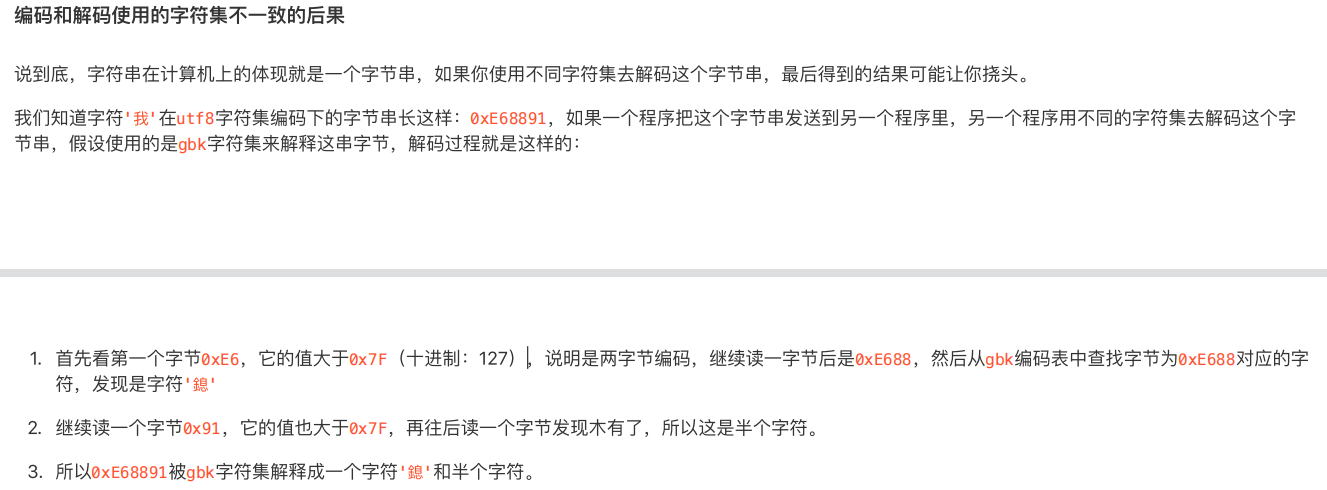 编码和解码使用的字符集不一致的后果
说到底，字符串在计算机上的体现就是一个字节串，如果你使用不同字符集去解码这个字节串，最后得到的结果可能让你挠头。
我们知道字符'我'在utf8字符集编码下的字节串长这样：0xE68891，如果一个程序把这个字节串发送到另一个程序里，另一个程序用不同的字符集去解码这个字
节串，假设使用的是gbk字符集来解释这串字节，解码过程就是这样的：
1. 首先看第一个字节0xE6，它的值大于0x7F（十进制：127），说明是两字节编码，继续读一字节后是0xE688，然后从gbk编码表中查找字节为0xE688对应的字
符，发现是字符'鎴'
2. 继续读一个字节0x91，它的值也大于0x7F，再往后读一个字节发现木有了，所以这是半个字符。
3. 所以0xE68891被gbk字符集解释成一个字符'鎴'和半个字符。